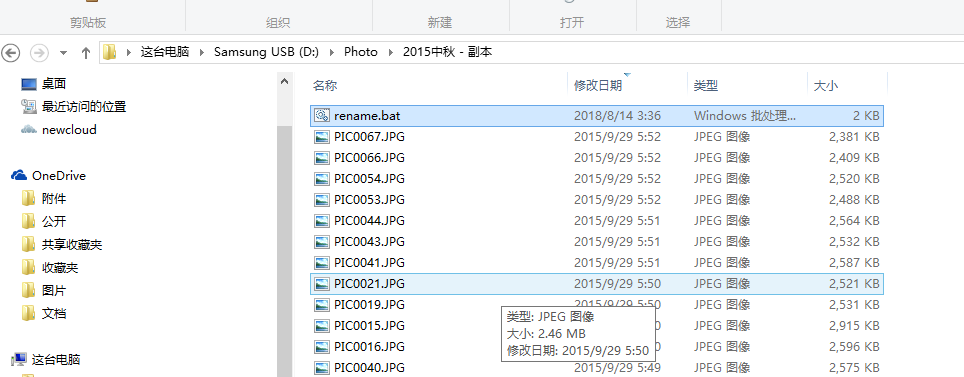 剪贴板 组织 新建 打开 选择
这台电脑 Samsung USB (D:) Photo 2015中秋 - 副本
桌面
最近访问的位置
newcloud
OneDrive
附件
公开
共享收藏夹
收藏夹
图片
文档
这台电脑
名称 修改日期 类型 大小
rename.bat 2018/8/14 3:36 Windows 批处理... 2 KB
PIC0067.JPG 2015/9/29 5:52 JPEG 图像 2,381 KB
PIC0066.JPG 2015/9/29 5:52 JPEG 图像 2,409 KB
PIC0054.JPG 2015/9/29 5:52 JPEG 图像 2,520 KB
PIC0053.JPG 2015/9/29 5:52 JPEG 图像 2,488 KB
PIC0044.JPG 2015/9/29 5:51 JPEG 图像 2,564 KB
PIC0043.JPG 2015/9/29 5:51 JPEG 图像 2,532 KB
PIC0041.JPG 2015/9/29 5:51 JPEG 图像 2,587 KB
PIC0021.JPG 2015/9/29 5:50 JPEG 图像 2,521 KB
PIC0019.JPG 2015/9/29 5:50 JPEG 图像 2,531 KB
PIC0015.JPG 0 JPEG 图像 2,915 KB
PIC0016.JPG 0 JPEG 图像 2,596 KB
PIC0040.JPG 2015/9/29 5:49 JPEG 图像 2,575 KB
类型: JPEG 图像
大小: 2.46 MB
修改日期: 2015/9/29 5:50